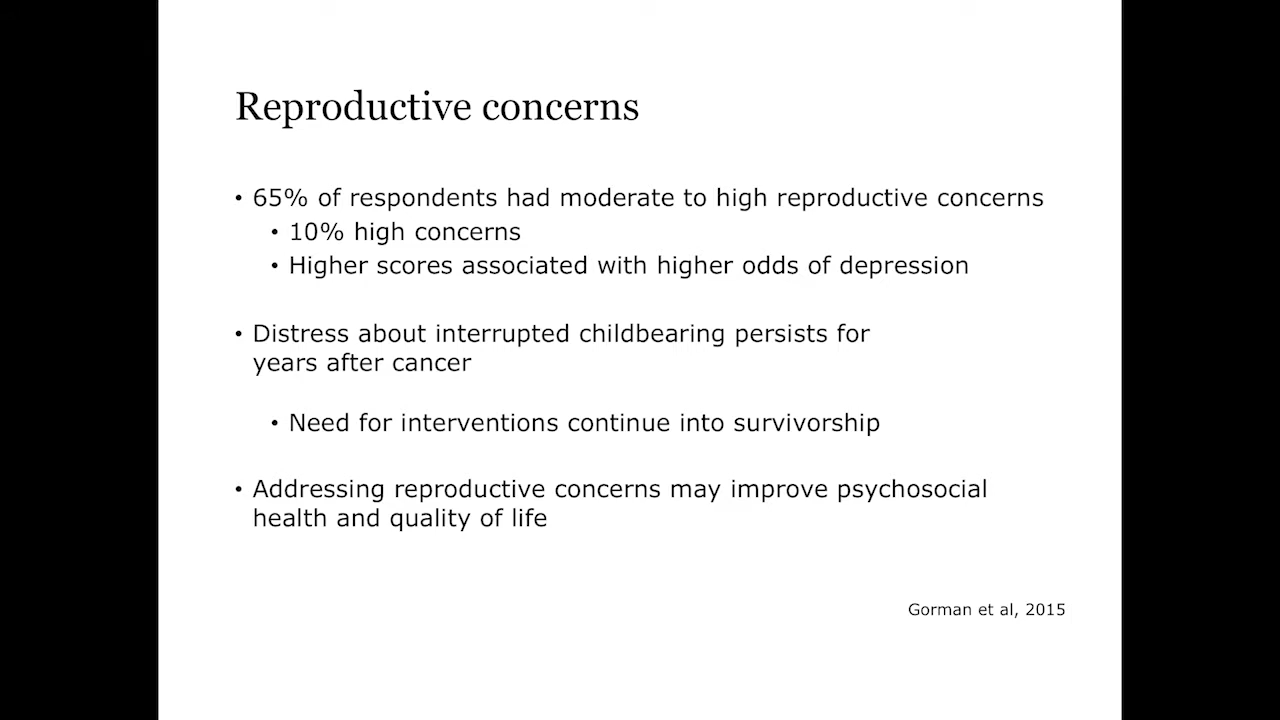 Reproductive concerns
• 65% of respondents had moderate to high reproductive concerns
• 10% high concerns
• Higher scores associated with higher odds of depression
• Distress about interrupted childbearing persists for
years after cancer
• Need for interventions continue into survivorship
• Addressing reproductive concerns may improve psychosocial
health and quality of life
Gorman et al, 2015